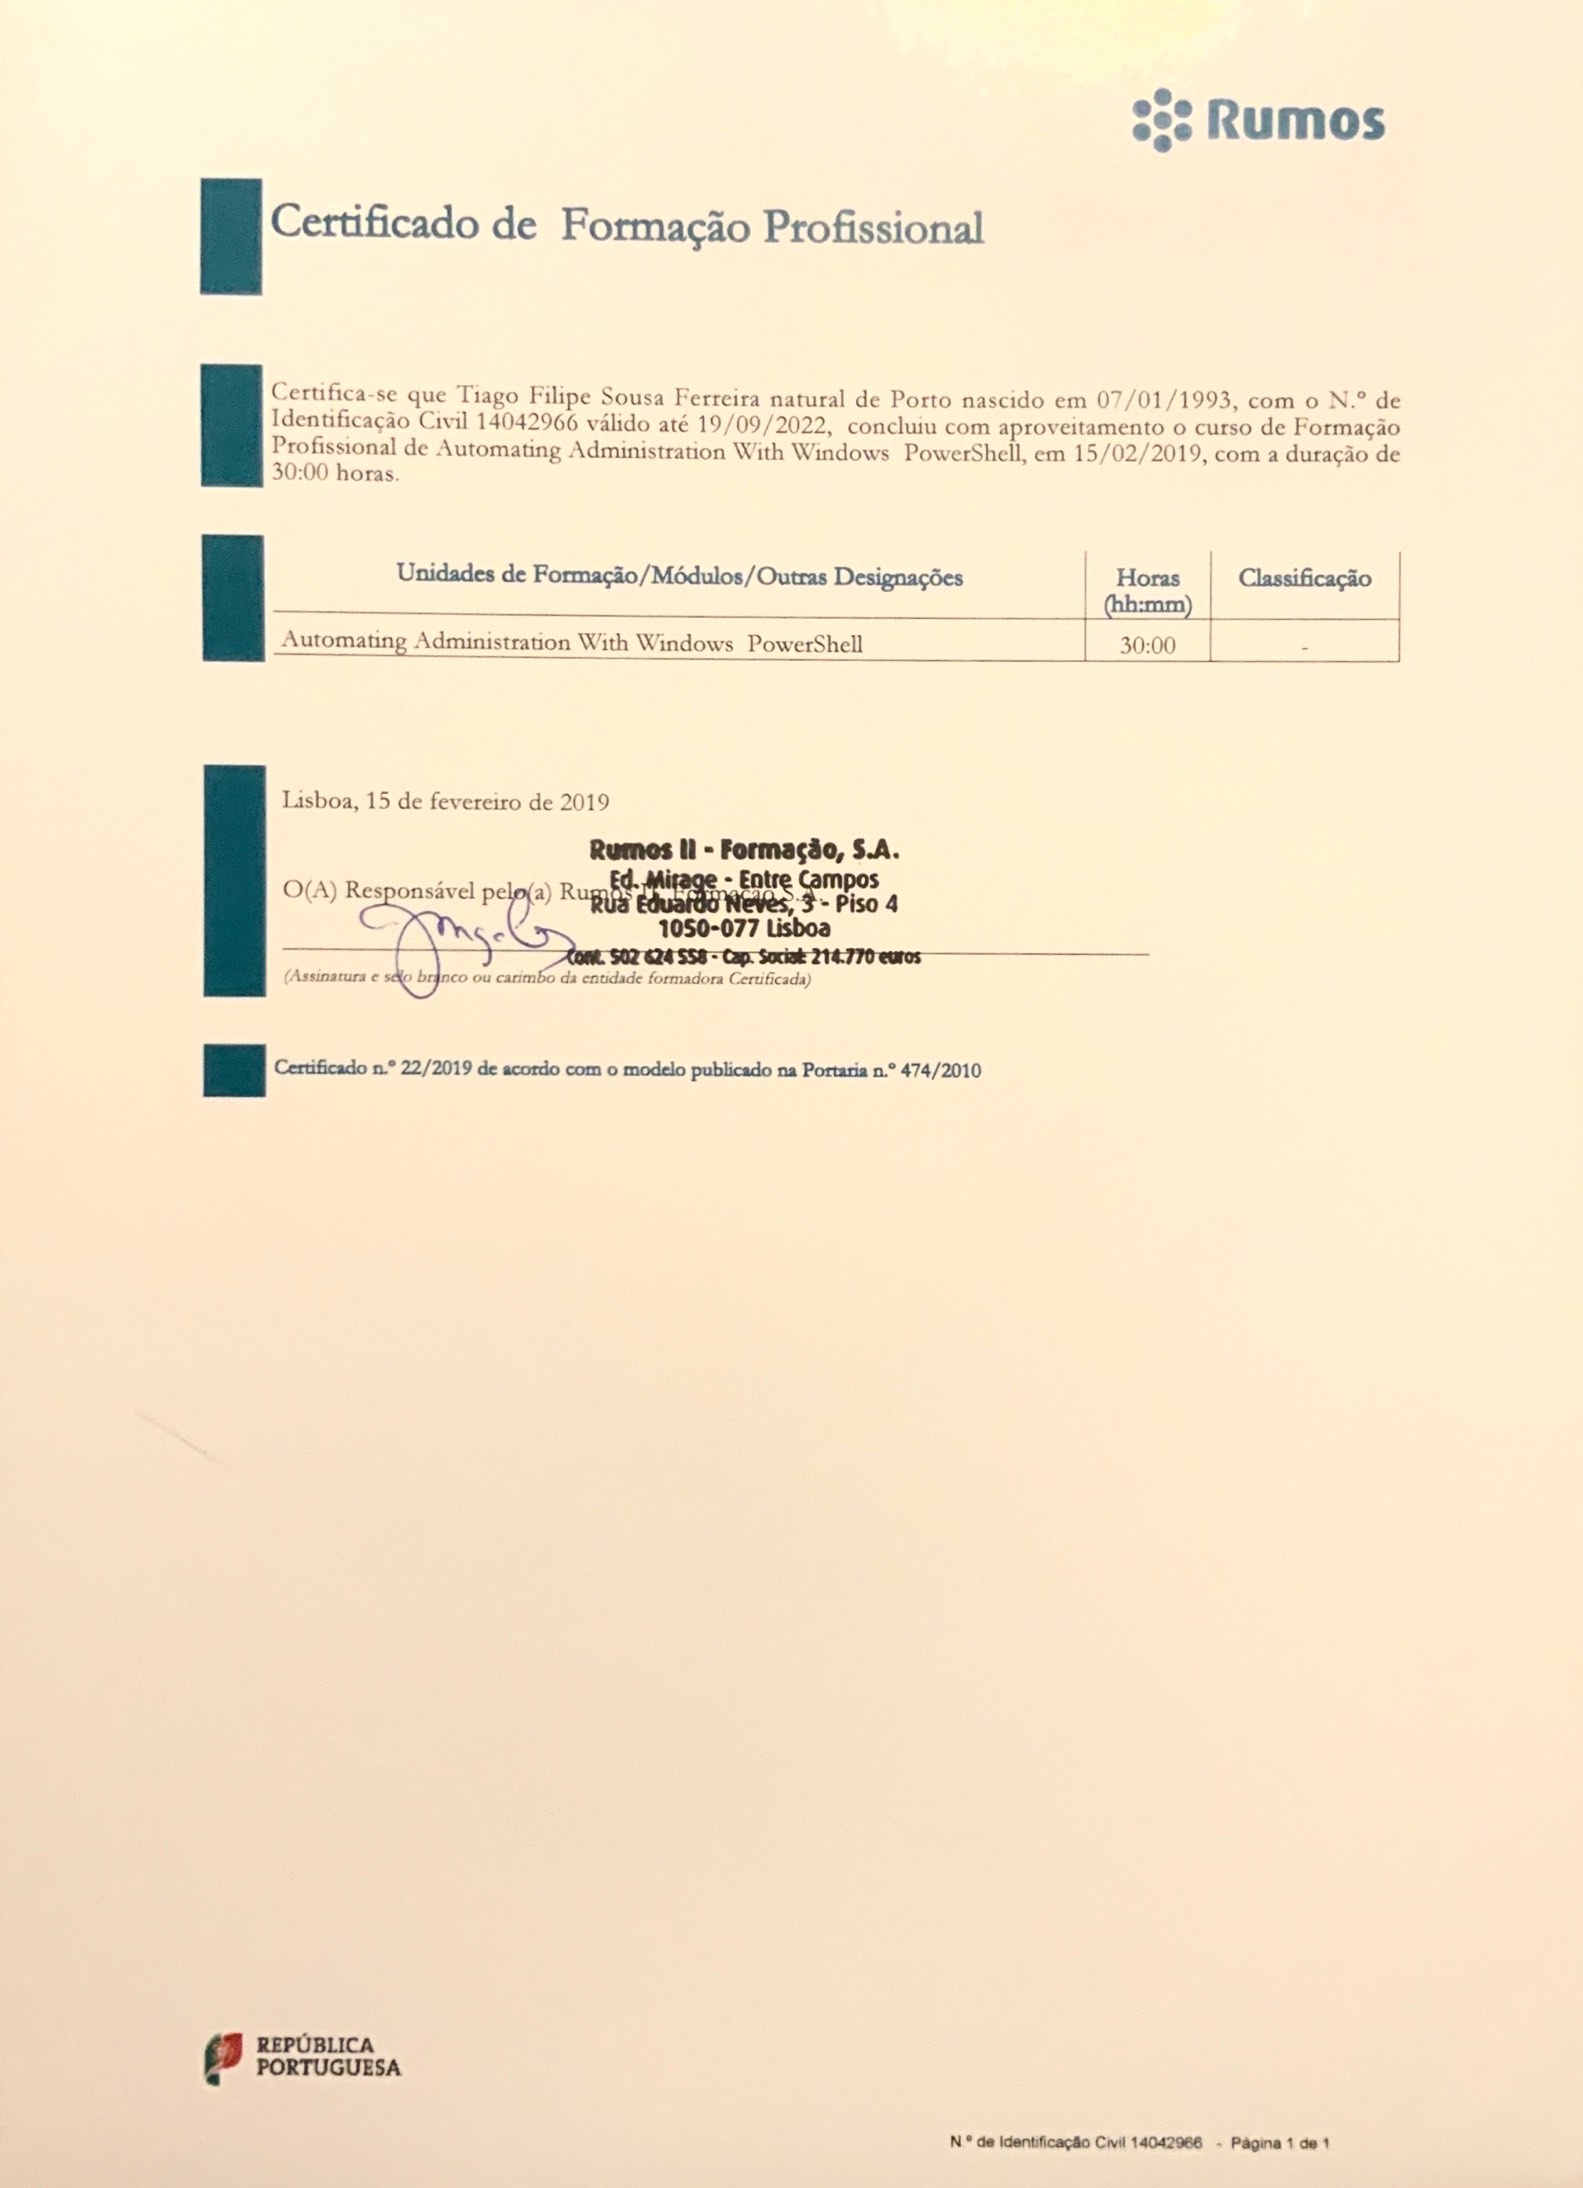 Rumos
Certificado de Formação Profissional
Certifica-se que Tiago Filipe Sousa Ferreira natural de Porto nascido em 07/01/1993, com o N.º de
Identificação Civil 14042966 válido até 19/09/2022, concluiu com aproveitamento o curso de Formação
Profissional de Automating Administration With Windows PowerShell, em 15/02/2019, com a duração de
30:00 horas.
Unidades de Formação/Módulos/Outras Designações Horas Classificação
(hh:mm)
Automating Administration With Windows PowerShell 30:00 -
Lisboa, 15 de fevereiro de 2019
Rumos II - Formação, S.A.
Ed. Mirage - Entre Campos
O(A) Responsável pelo(a) Rumos II - Formação S.A.
Rua Eduardo Neves, 3 - Piso 4
1050-077 Lisboa
Cont. 502 624 558 - Cap. Social: 214.770 euros
(Assinatura e selo branco ou carimbo da entidade formadora Certificada)
Certificado n.º 22/2019 de acordo com o modelo publicado na Portaria n.º 474/2010
REPÚBLICA
PORTUGUESA
N.º de Identificação Civil 14042966 - Página 1 de 1